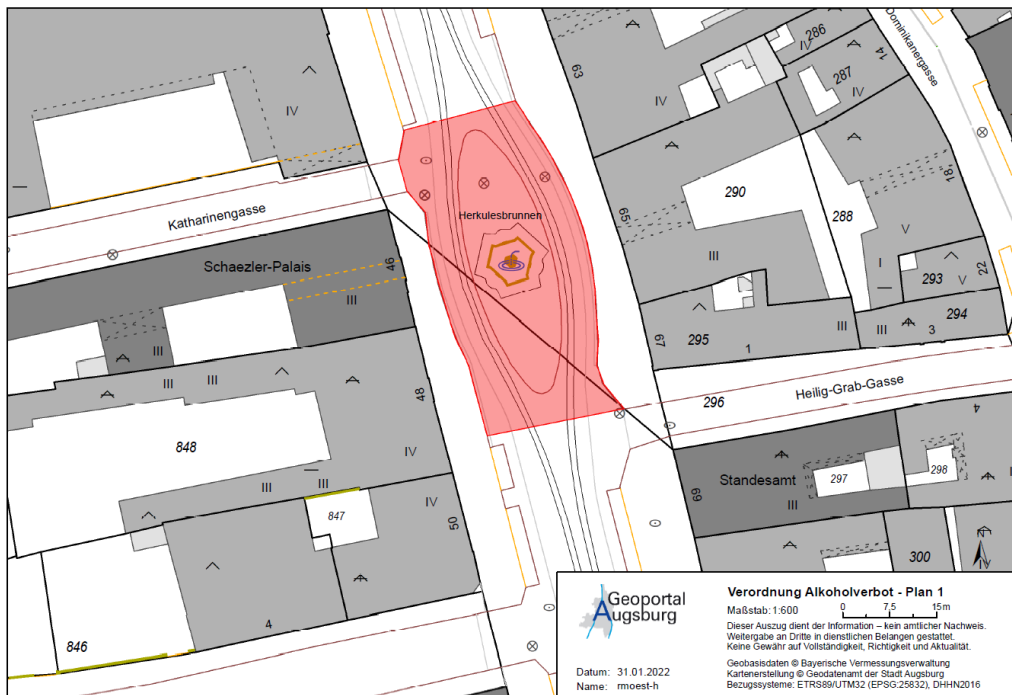 286
IV
14
Dominikanergasse
63
287
IV
IV
IV
18
290
288
65
Katharinengasse
Herkulesbrunnen
V
Schaezler-Palais
46
III
I
293
V
22
III
III
III
294
3
295
1
67
III
III
Heilig-Grab-Gasse
296
48
848
IV
4
III
III
Standesamt
297
298
69
III
847
IV
50
300
N
846
4
Geoportal
Augsburg
Datum: 31.01.2022
Name: rmoest-h
Verordnung Alkoholverbot - Plan 1
Maßstab: 1:600
0 7,5 15m
Dieser Auszug dient der Information – kein amtlicher Nachweis.
Weitergabe an Dritte in dienstlichen Belangen gestattet.
Keine Gewähr auf Vollständigkeit, Richtigkeit und Aktualität.
Geobasisdaten © Bayerische Vermessungsverwaltung
Kartenerstellung © Geodatenamt der Stadt Augsburg
Bezugssysteme: ETRS89/UTM32 (EPSG:25832), DHHN2016